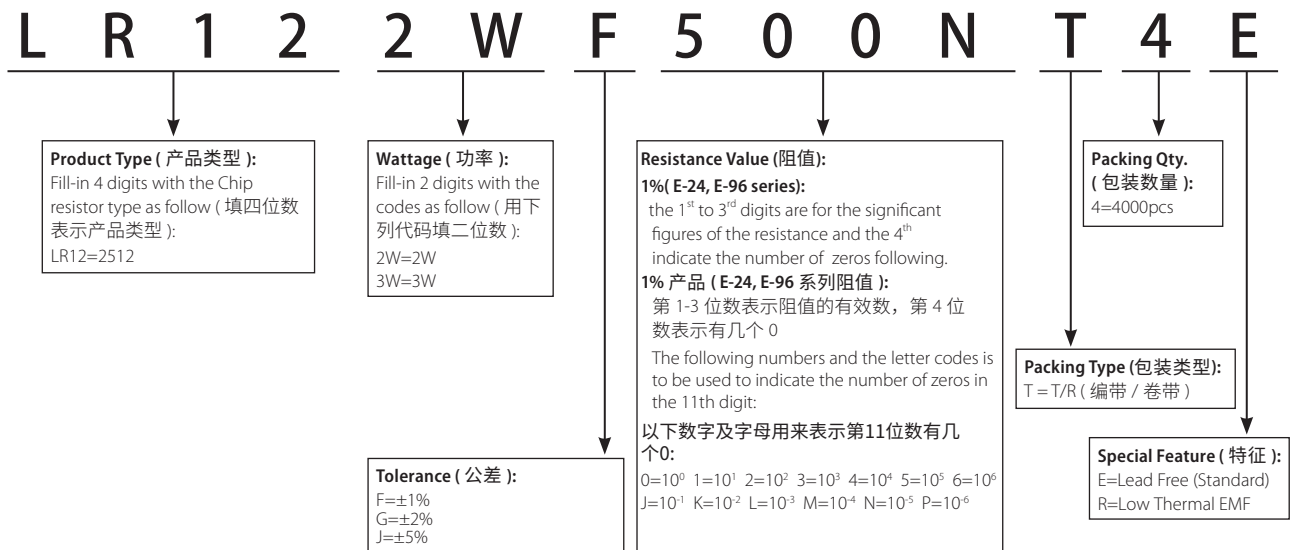 L R 1 2 2 W F 5 0 0 N T 4 E
Product Type ( 产品类型 ):
Fill-in 4 digits with the Chip
resistor type as follow ( 填四位数
表示产品类型 ):
LR12=2512
Wattage ( 功率 ):
Fill-in 2 digits with the
codes as follow ( 用下
列代码填二位数 ):
2W=2W
3W=3W
Tolerance ( 公差 ):
F=±1%
G=±2%
J=±5%
Resistance Value (阻值):
1%( E-24, E-96 series):
the 1st to 3rd digits are for the significant
figures of the resistance and the 4th
indicate the number of zeros following.
1% 产品 ( E-24, E-96 系列阻值 ):
第 1-3 位数表示阻值的有效数，第 4 位
数表示有几个 0
The following numbers and the letter codes is
to be used to indicate the number of zeros in
the 11th digit:
以下数字及字母用来表示第11位数有几
个0:
0=10⁰ 1=10¹ 2=10² 3=10³ 4=10⁴ 5=10⁵ 6=10⁶
J=10⁻¹ K=10⁻² L=10⁻³ M=10⁻⁴ N=10⁻⁵ P=10⁻⁶
Packing Type (包装类型):
T = T/R ( 编带 / 卷带 )
Packing Qty.
( 包装数量 ):
4=4000pcs
Special Feature ( 特征 ):
E=Lead Free (Standard)
R=Low Thermal EMF